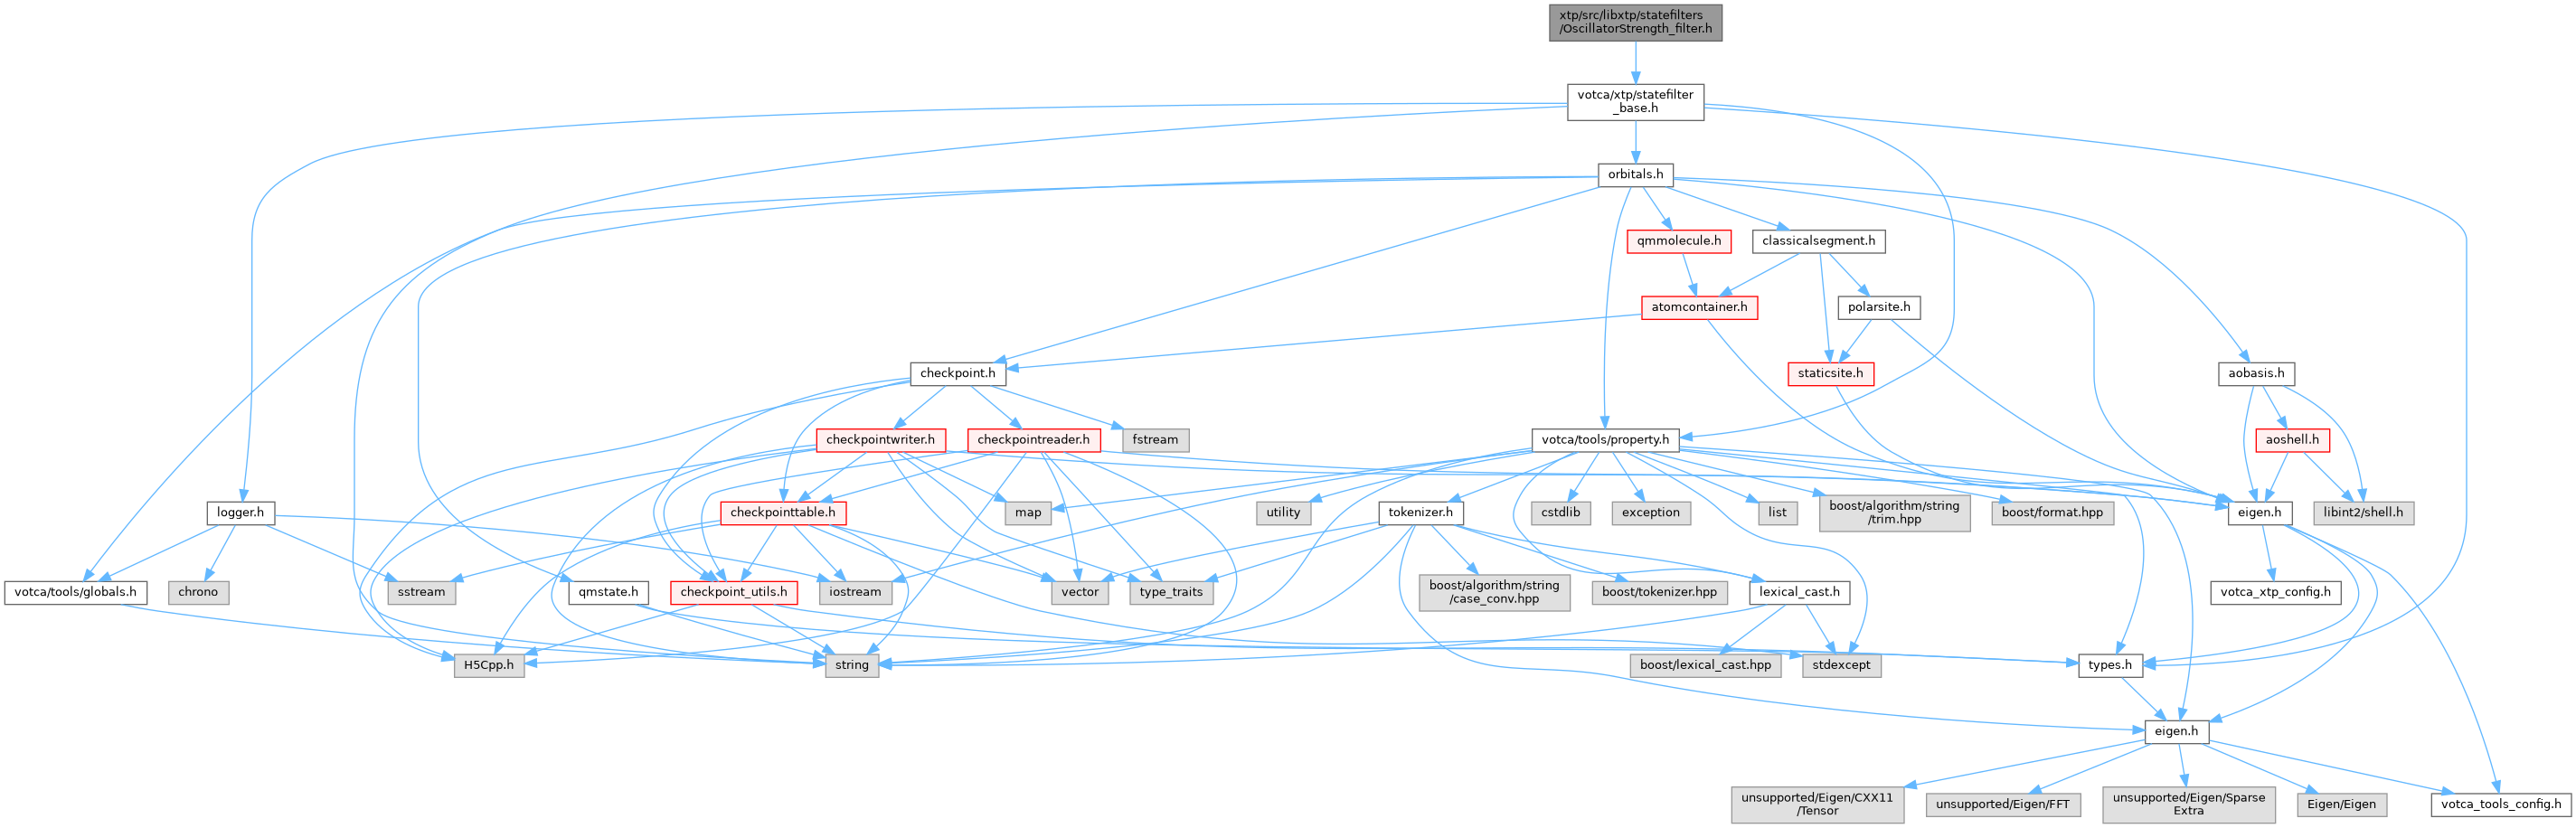 xtp/src/libxtp/statefilters
/OscillatorStrength_filter.h
votca/xtp/statefilter
_base.h
orbitals.h
qmmolecule.h
classicalsegment.h
atomcontainer.h
polarsite.h
checkpoint.h
staticsite.h
aobasis.h
checkpointwriter.h
checkpointreader.h
fstream
votca/tools/property.h
aoshell.h
logger.h
checkpointtable.h
map
utility
tokenizer.h
cstdlib
exception
list
boost/algorithm/string
/trim.hpp
boost/format.hpp
eigen.h
libint2/shell.h
votca/tools/globals.h
chrono
sstream
qmstate.h
checkpoint_utils.h
iostream
vector
type_traits
boost/algorithm/string
/case_conv.hpp
boost/tokenizer.hpp
lexical_cast.h
votca_xtp_config.h
H5Cpp.h
string
boost/lexical_cast.hpp
stdexcept
types.h
eigen.h
unsupported/Eigen/CXX11
/Tensor
unsupported/Eigen/FFT
unsupported/Eigen/Sparse
Extra
Eigen/Eigen
votca_tools_config.h